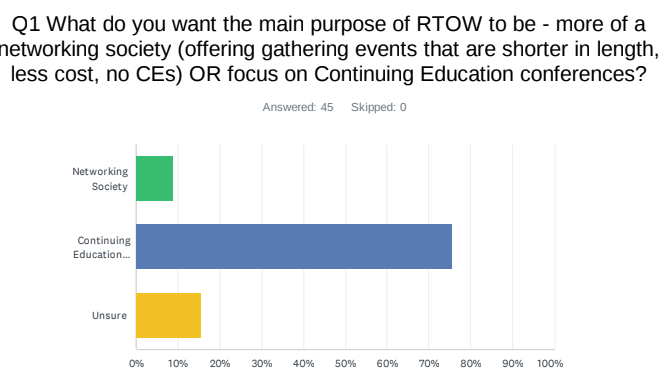 Q1 What do you want the main purpose of RTOW to be - more of a
networking society (offering gathering events that are shorter in length,
less cost, no CEs) OR focus on Continuing Education conferences?
Answered: 45 Skipped: 0
Networking
Society
Continuing
Education...
Unsure
0% 10% 20% 30% 40% 50% 60% 70% 80% 90% 100%